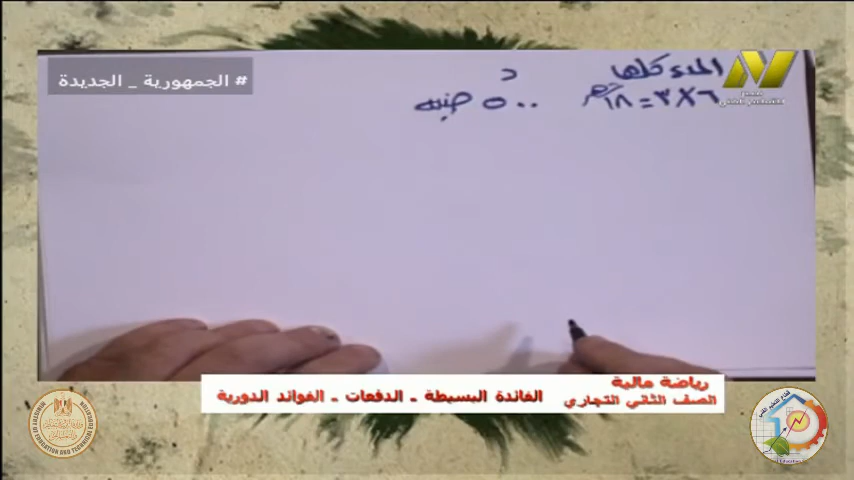 # الجمهورية _ الجديدة
المدة كلها
٦ × ٣ = ١٨ شهر
د
٥٠٠ جنيه
رياضة مالية
الصف الثاني التجاري
الفائدة البسيطة ـ الدفعات ـ الفوائد الدورية